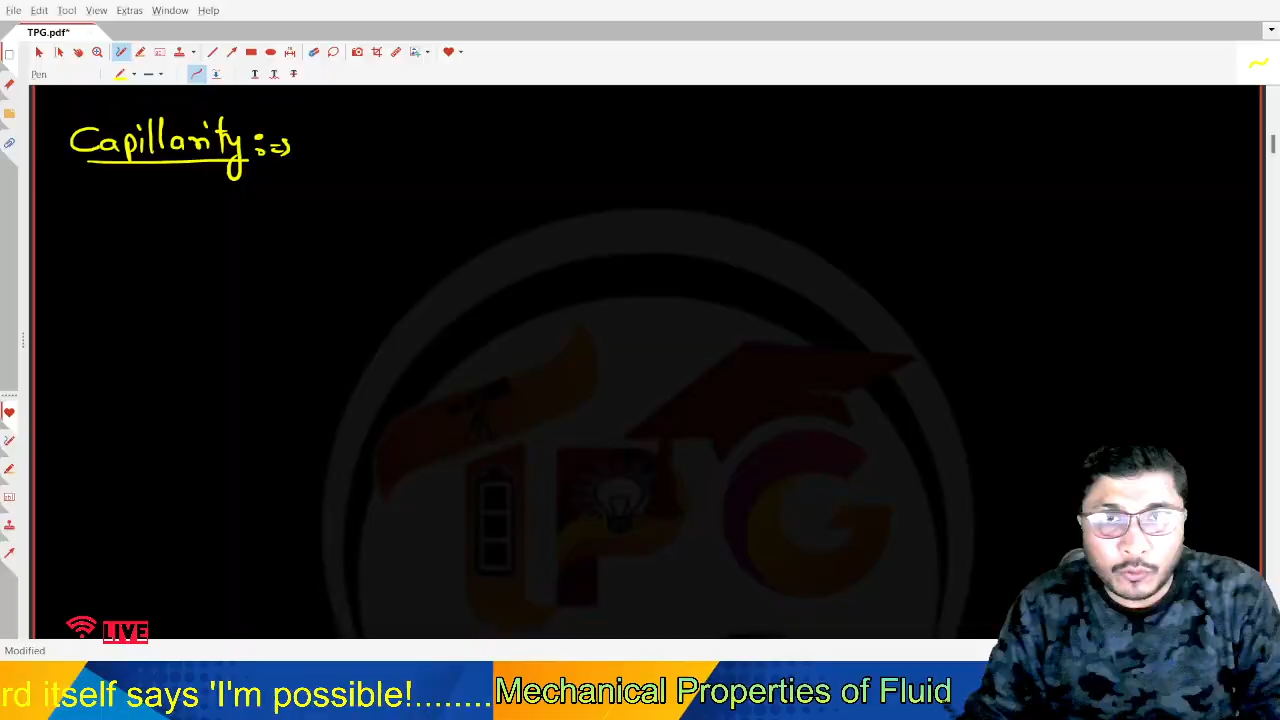 File Edit Tool View Extras Window Help
TPG.pdf*
Pen
Capillarity :⇒
TPG
LIVE
Modified
rd itself says 'I'm possible!........
Mechanical Properties of Fluid